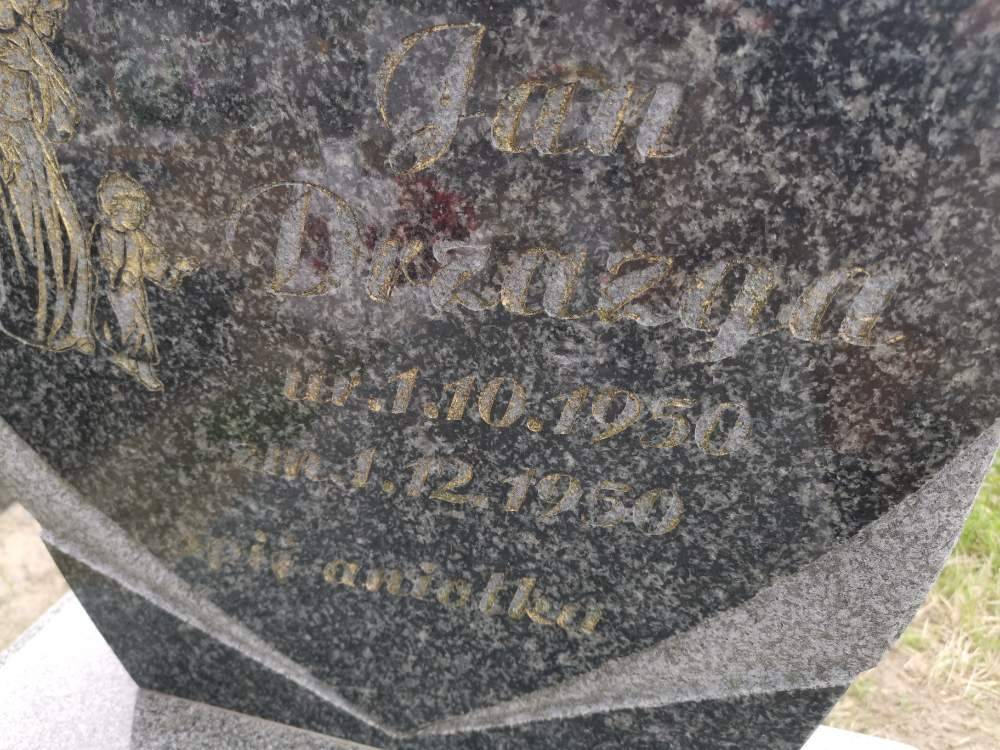 Jan
Drzazga
ur.1.10.1950
zm.1.12.1950
Śpij aniołku